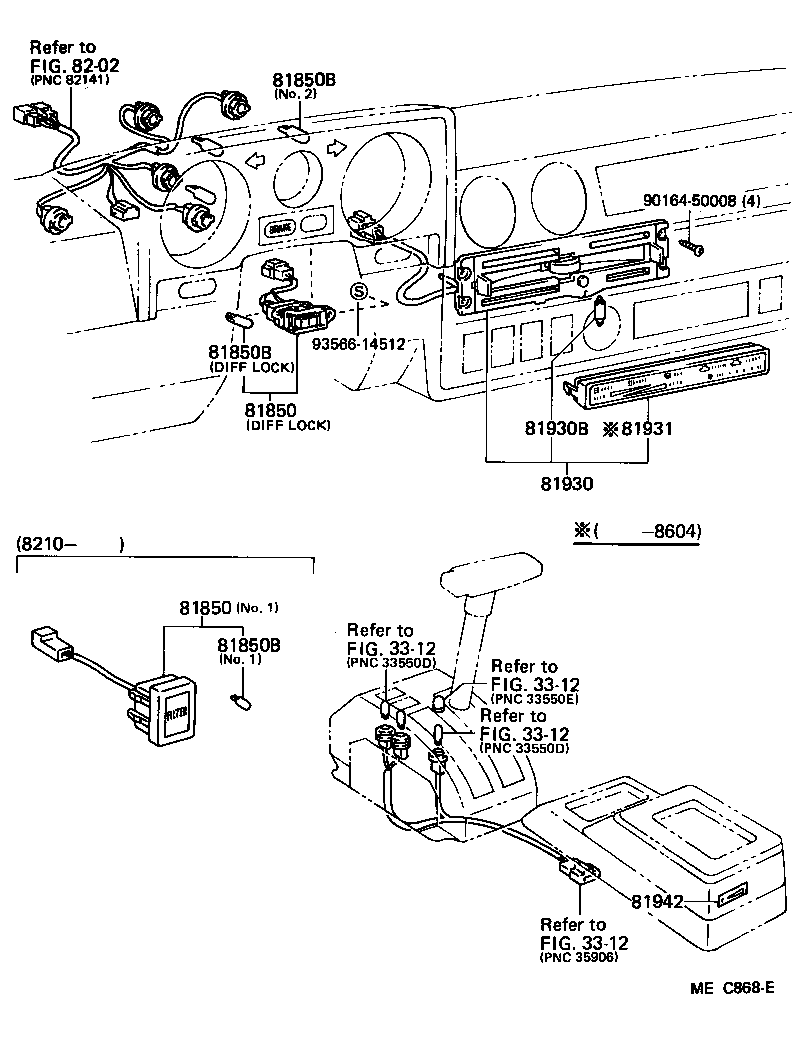 Refer to
FIG. 82-02
(PNC 82141)
81850B
(No. 2)
90164-50008 (4)
BRAKE
S
93566-14512
81850B
(DIFF LOCK)
81850
(DIFF LOCK)
81930B ※81931
81930
(8210-      )
※(      -8604)
81850 (No. 1)
81850B
(No. 1)
FILTER
Refer to
FIG. 33-12
(PNC 33550D)
Refer to
FIG. 33-12
(PNC 33550E)
Refer to
FIG. 33-12
(PNC 33550D)
81942
Refer to
FIG. 33-12
(PNC 35906)
ME C868-E